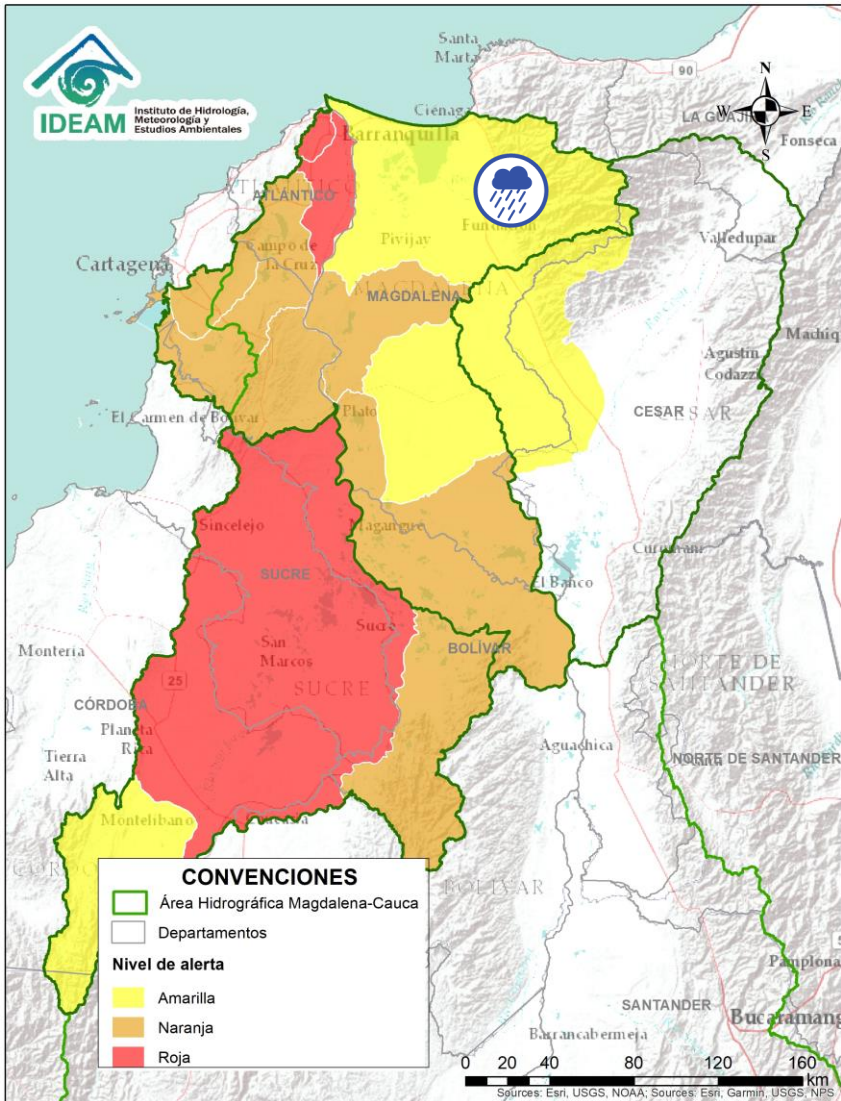 IDEAM
Instituto de Hidrología,
Meteorología y
Estudios Ambientales
Santa
Marta
90
N
W
E
S
LA GUAJIRA
Fonseca
Ciénaga
Barranquilla
ATLÁNTICO
Pivijay
Fundación
Valledupar
Campo de
la Cruz
Cartagena
MAGDALENA
Machiq
Agustín
Codazzi
CESAR
CESAR
El Carmen de Bolívar
Plato
Sincelejo
Magangué
Curumaní
SUCRE
El Banco
Sucre
Montería
San
Marcos
BOLÍVAR
NORTE DE
SANTANDER
SUCRE
25
CÓRDOBA
Planeta
Rica
Aguachica
Tierra
Alta
NORTE DE SANTANDER
Montelíbano
Caucasia
BOLÍVAR
CONVENCIONES
Área Hidrográfica Magdalena-Cauca
Departamentos
Nivel de alerta
Amarilla
Naranja
Roja
Pamplona
SANTANDER
Bucaramang
Barrancabermeja
0 20 40 80 120 160
km
Sources: Esri, USGS, NOAA; Sources: Esri, Garmin, USGS, NPS